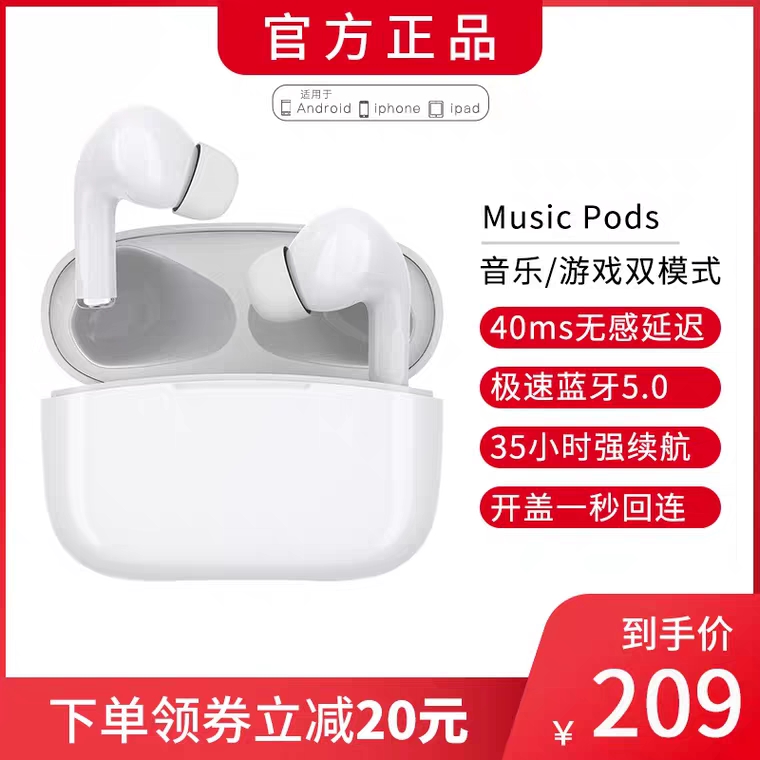 官方正品
适用于
Android iphone ipad
Music Pods
音乐/游戏双模式
40ms无感延迟
极速蓝牙5.0
35小时强续航
开盖一秒回连
到手价
¥ 209
下单领券立减20元